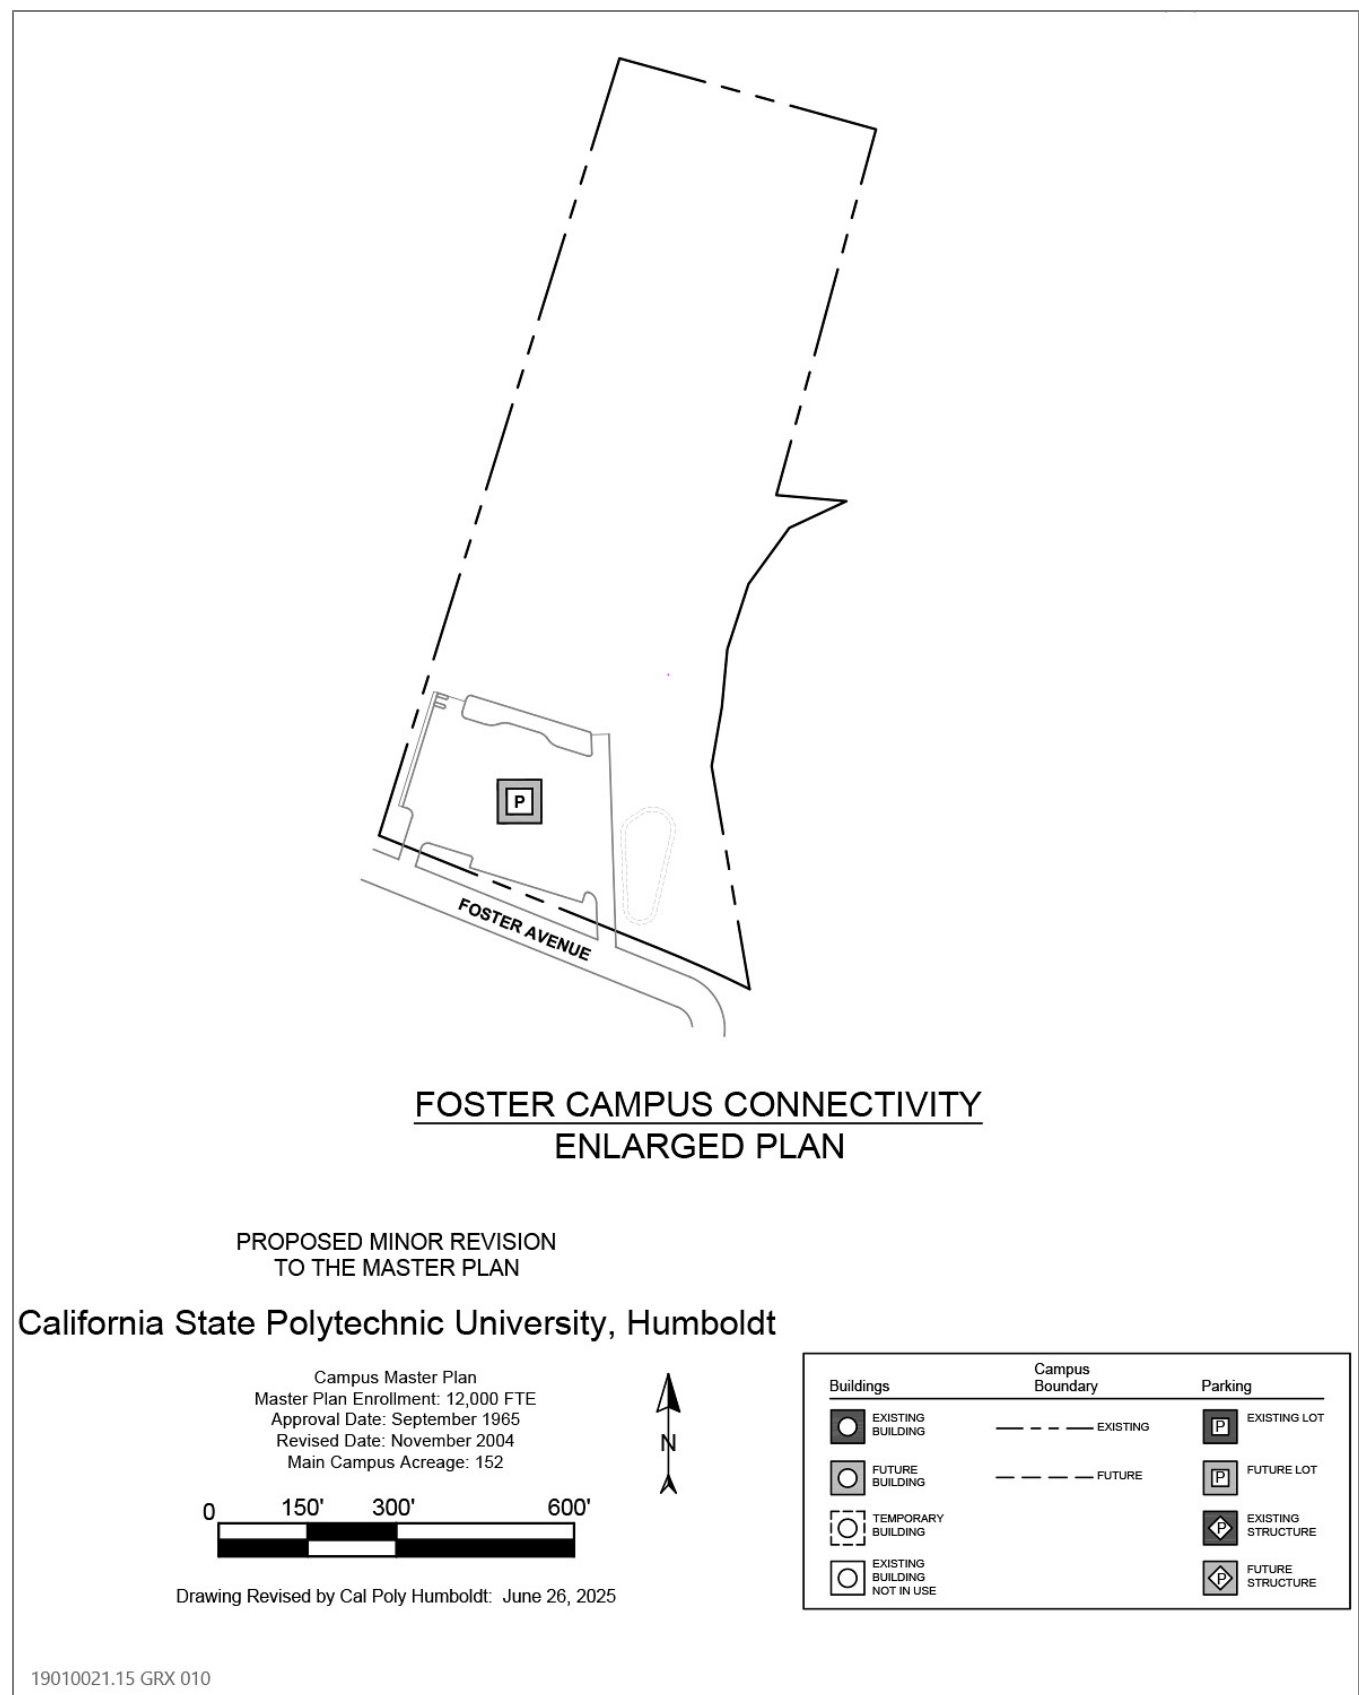 P
FOSTER AVENUE
FOSTER CAMPUS CONNECTIVITY
ENLARGED PLAN
PROPOSED MINOR REVISION
TO THE MASTER PLAN
California State Polytechnic University, Humboldt
Campus Master Plan
Master Plan Enrollment: 12,000 FTE
Approval Date: September 1965
Revised Date: November 2004
Main Campus Acreage: 152
N
0 150' 300' 600'
Drawing Revised by Cal Poly Humboldt: June 26, 2025
Buildings
EXISTING
BUILDING
FUTURE
BUILDING
TEMPORARY
BUILDING
EXISTING
BUILDING
NOT IN USE
Campus
Boundary
EXISTING
FUTURE
Parking
P EXISTING LOT
P FUTURE LOT
P EXISTING
STRUCTURE
P FUTURE
STRUCTURE
19010021.15 GRX 010